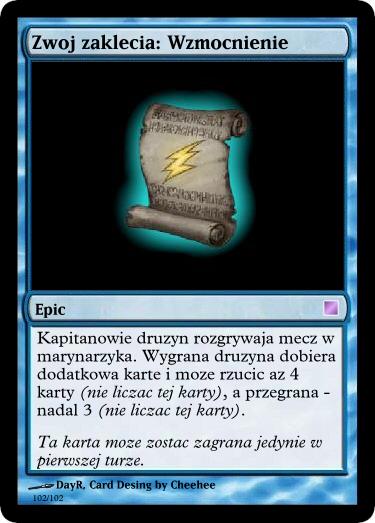 Zwoj zaklecia: Wzmocnienie
Epic
Kapitanowie druzyn rozgrywaja mecz w
marynarzyka. Wygrana druzyna dobiera
dodatkowa karte i moze rzucic az 4
karty (nie liczac tej karty), a przegrana -
nadal 3 (nie liczac tej karty).
Ta karta moze zostac zagrana jedynie w
pierwszej turze.
DayR, Card Desing by Cheehee
102/102